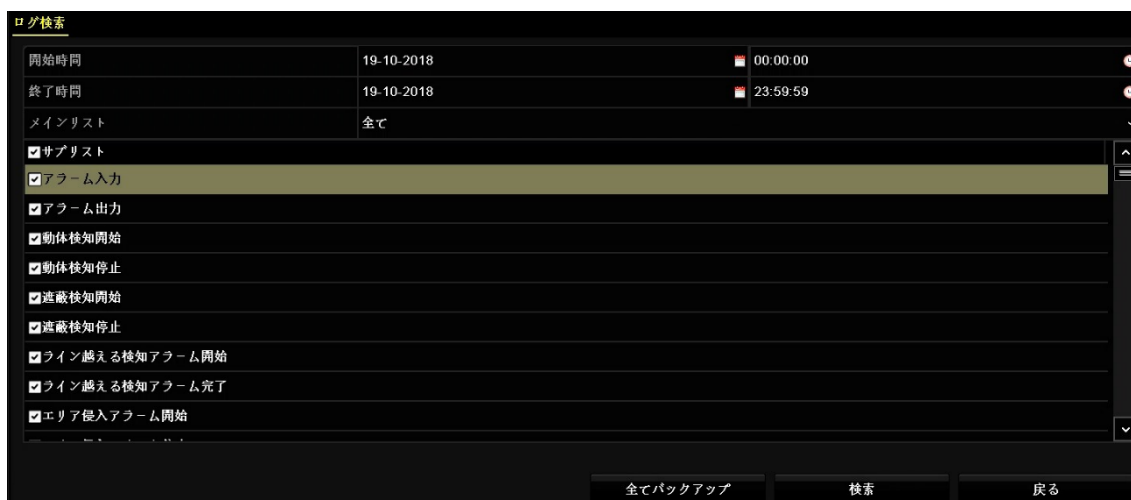 ログ検索
開始時間 19-10-2018 00:00:00
終了時間 19-10-2018 23:59:59
メインリスト 全て
サブリスト
アラーム入力
アラーム出力
動体検知開始
動体検知停止
遮蔽検知開始
遮蔽検知停止
ライン越える検知アラーム開始
ライン越える検知アラーム完了
エリア侵入アラーム開始
全てバックアップ 検索 戻る